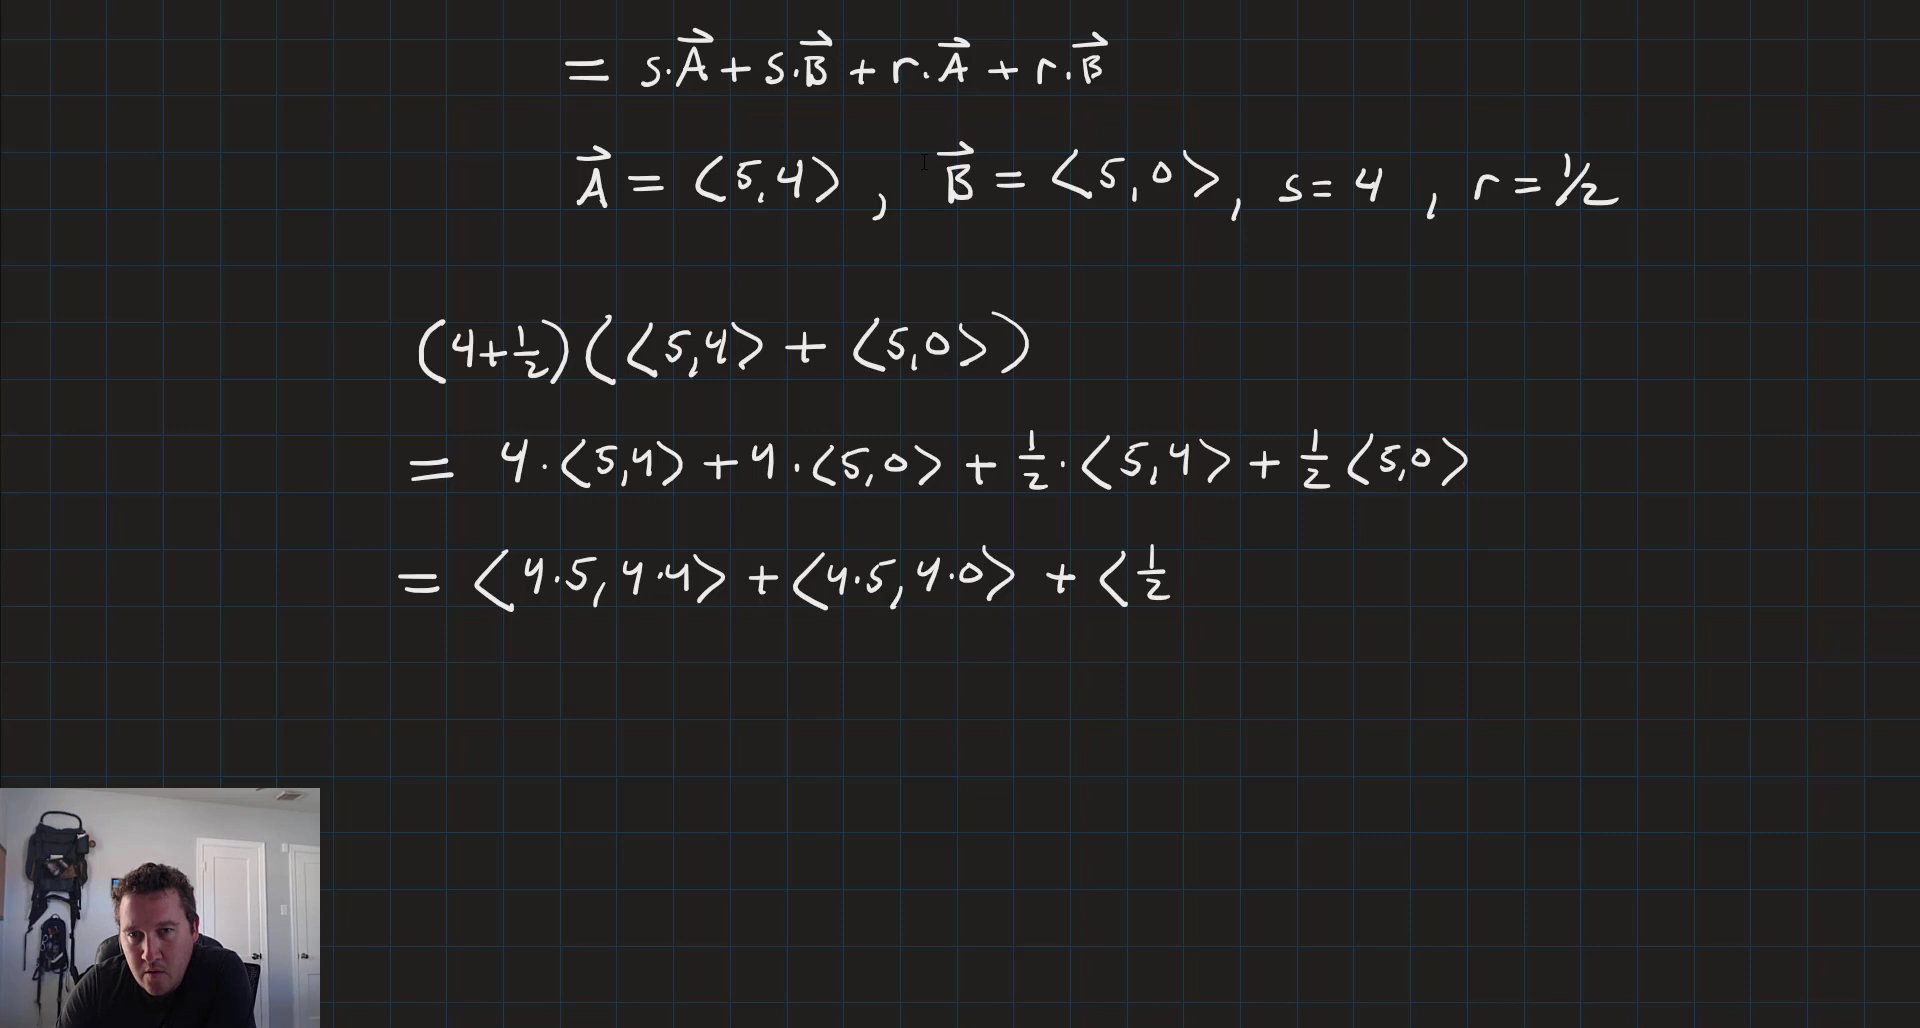 = s·A⃗ + s·B⃗ + r·A⃗ + r·B⃗
A⃗ = ⟨5,4⟩ , B⃗ = ⟨5,0⟩, s = 4 , r = 1/2
(4+1/2)(⟨5,4⟩ + ⟨5,0⟩)
= 4·⟨5,4⟩ + 4·⟨5,0⟩ + 1/2·⟨5,4⟩ + 1/2⟨5,0⟩
= ⟨4·5, 4·4⟩ + ⟨4·5, 4·0⟩ + ⟨1/2